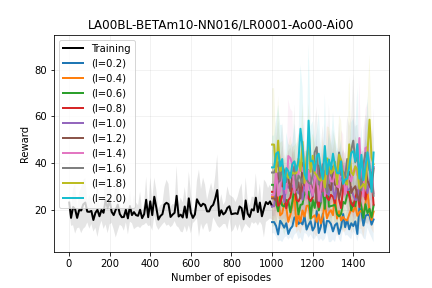 LA00BL-BETAm10-NN016/LR0001-Ao00-Ai00
Training
(l=0.2)
(l=0.4)
(l=0.6)
(l=0.8)
(l=1.0)
(l=1.2)
(l=1.4)
(l=1.6)
(l=1.8)
(l=2.0)
Reward
80
60
40
20
0 200 400 600 800 1000 1200 1400
Number of episodes